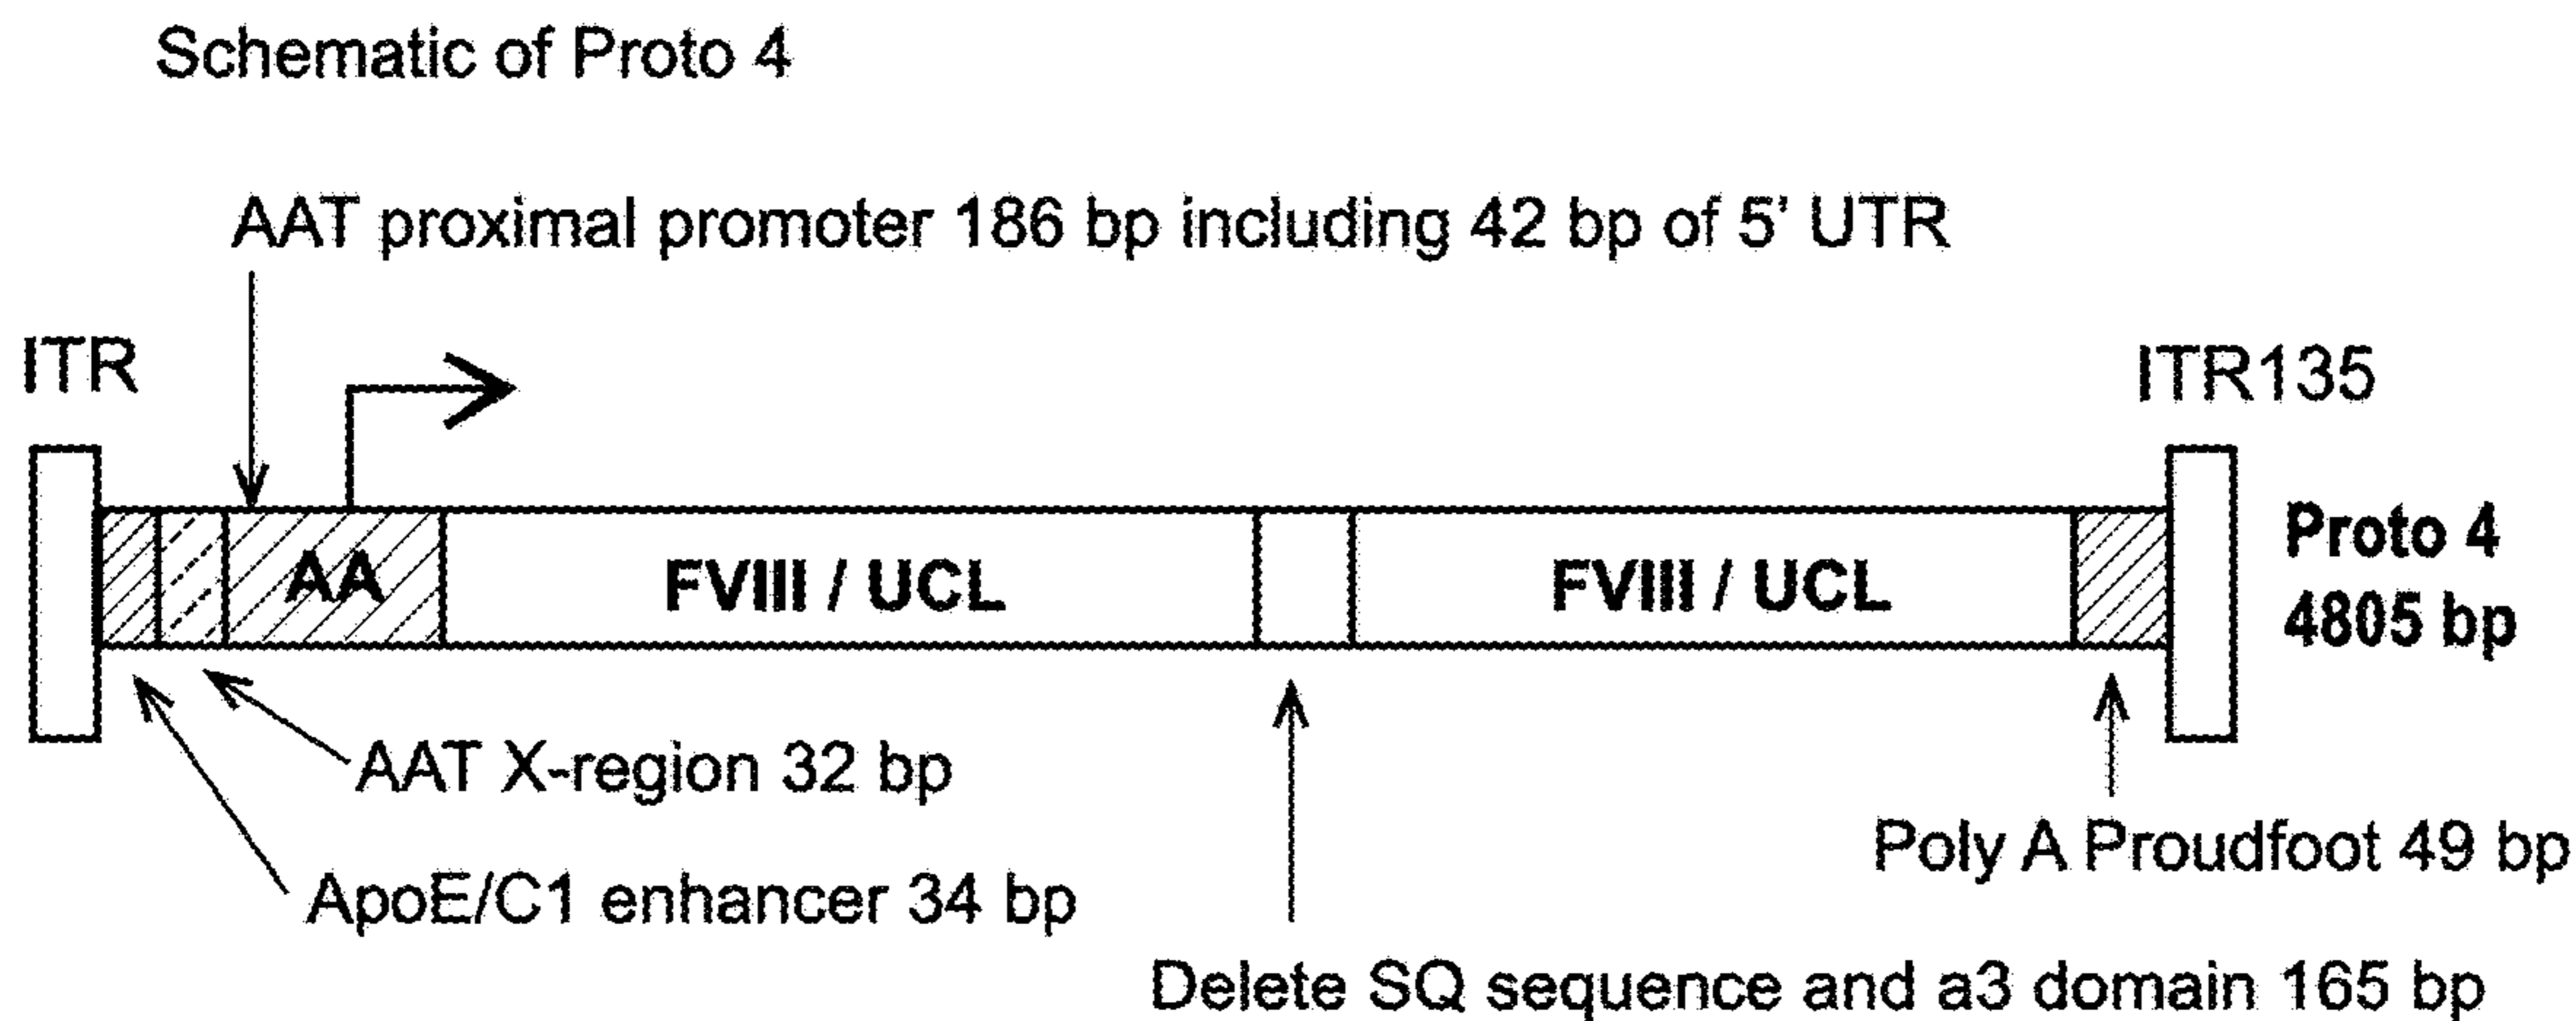 Schematic of Proto 4
AAT proximal promoter 186 bp including 42 bp of 5' UTR
ITR
ITR135
AA
FVIII / UCL
FVIII / UCL
Proto 4
4805 bp
AAT X-region 32 bp
Poly A Proudfoot 49 bp
ApoE/C1 enhancer 34 bp
Delete SQ sequence and a3 domain 165 bp